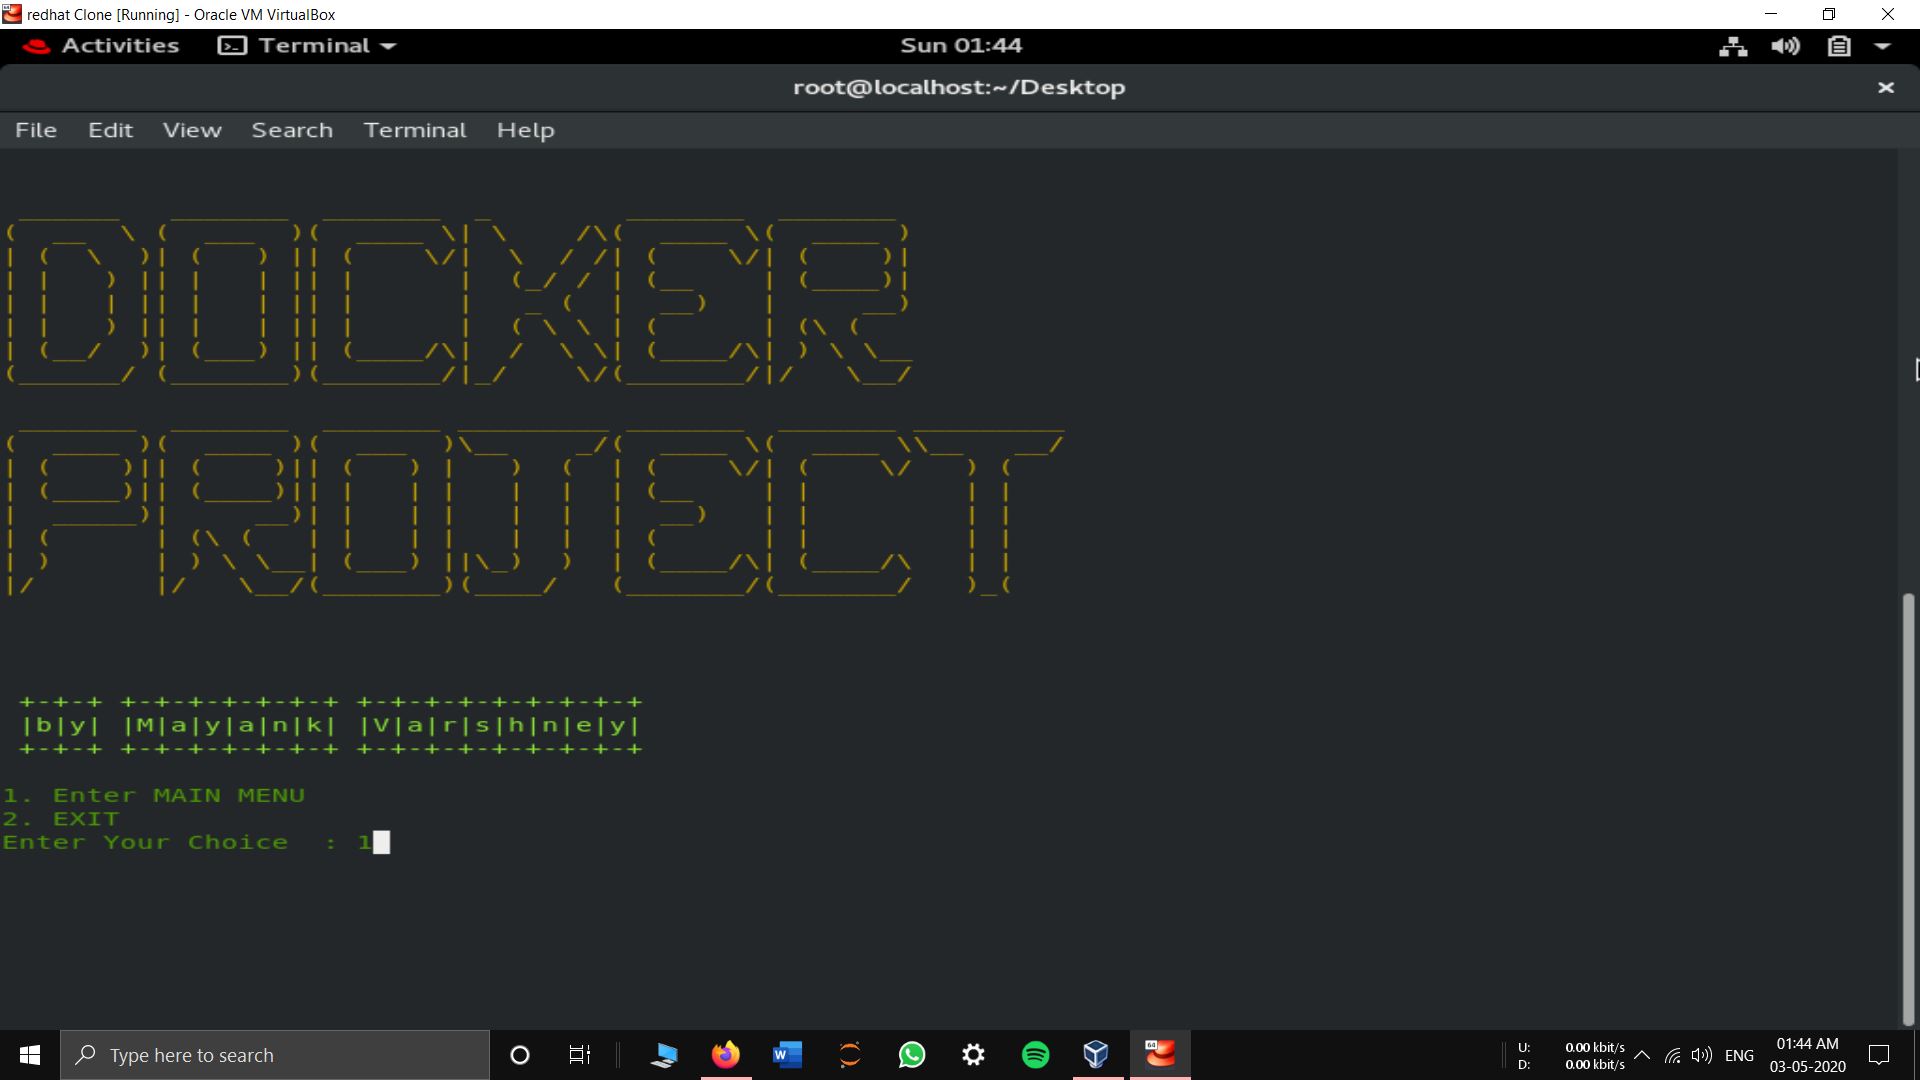 redhat Clone [Running] - Oracle VM VirtualBox
Activities Terminal Sun 01:44
root@localhost:~/Desktop
File Edit View Search Terminal Help
DOCKER
PROJECT
+-+-+ +-+-+-+-+-+-+ +-+-+-+-+-+-+-+-+
|b|y| |M|a|y|a|n|k| |V|a|r|s|h|n|e|y|
+-+-+ +-+-+-+-+-+-+ +-+-+-+-+-+-+-+-+
1. Enter MAIN MENU
2. EXIT
Enter Your Choice  : 1
Type here to search
U: 0.00 kbit/s
D: 0.00 kbit/s
ENG
01:44 AM
03-05-2020